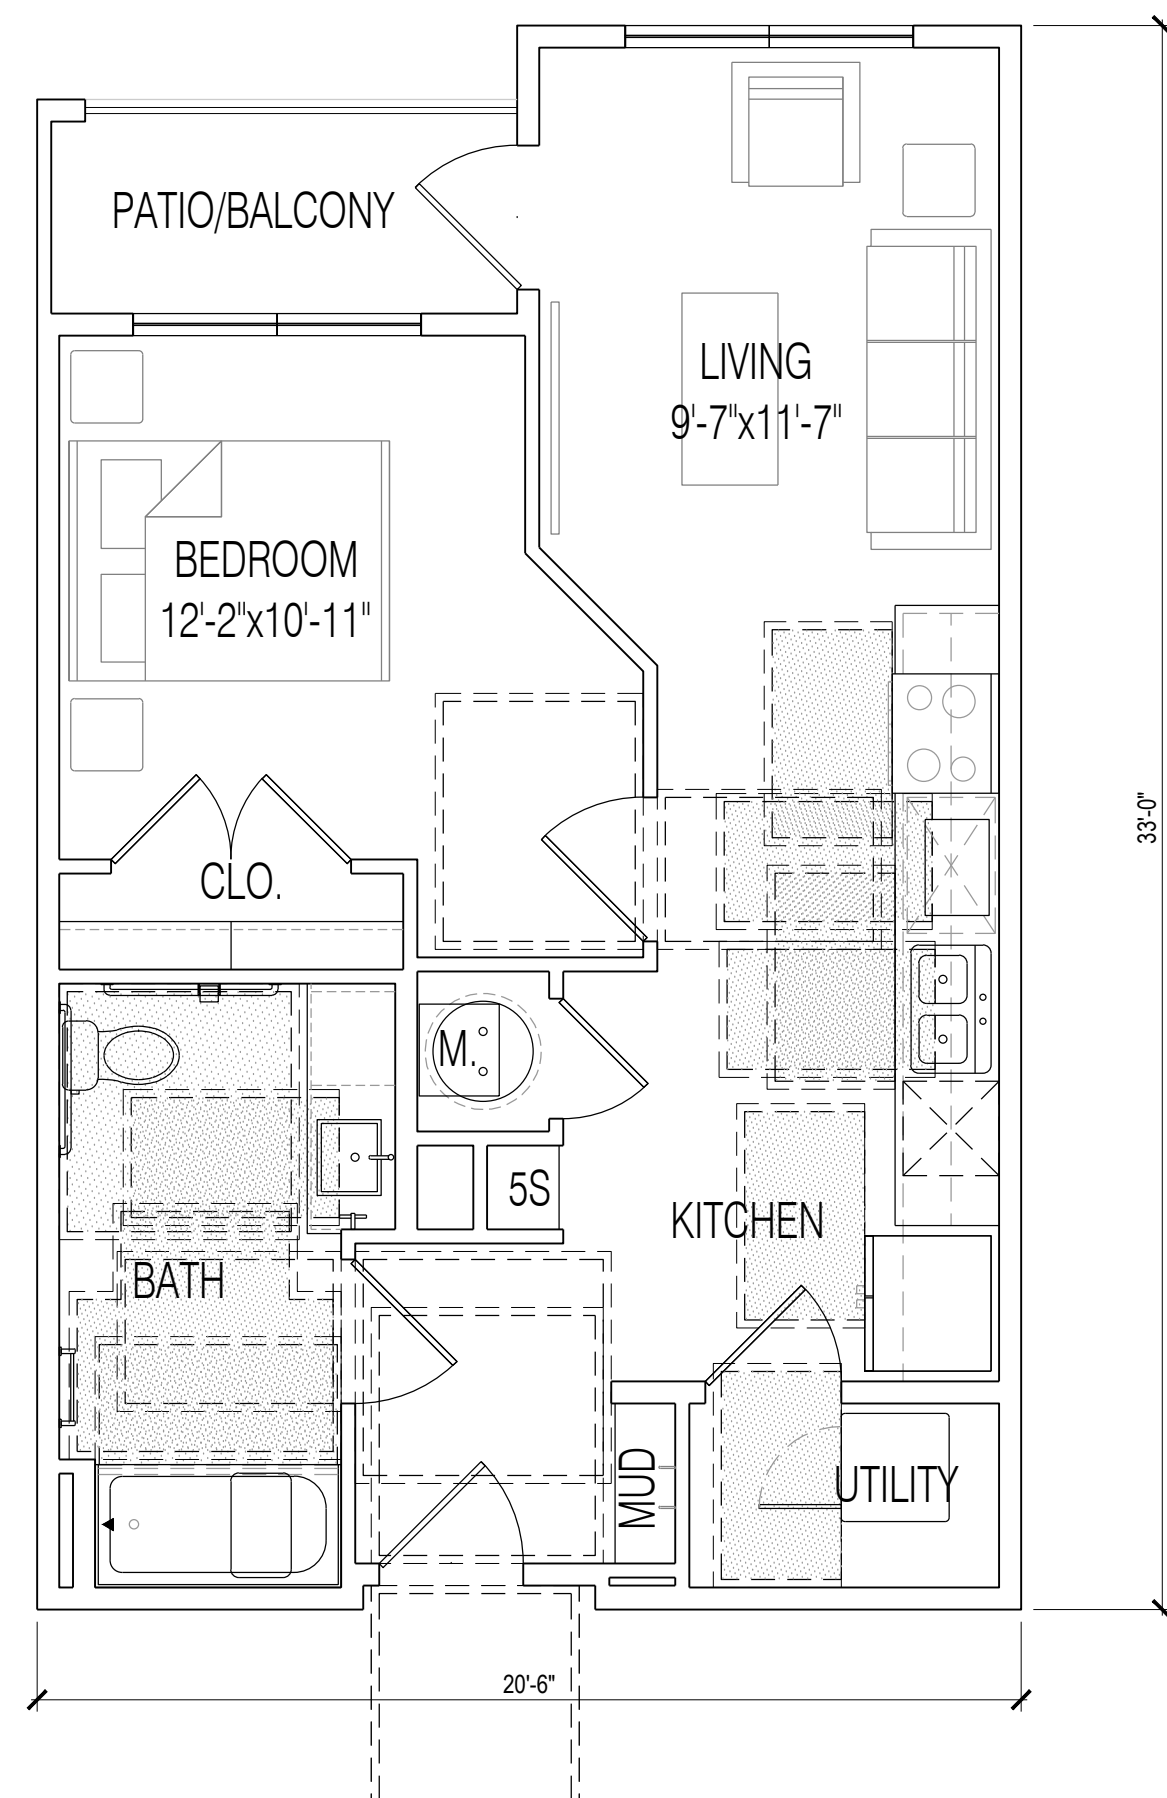 PATIO/BALCONY
LIVING
9'-7"x11'-7"
BEDROOM
12'-2"x10'-11"
33'-0"
CLO.
M.
5S
KITCHEN
BATH
MUD
UTILITY
20'-6"